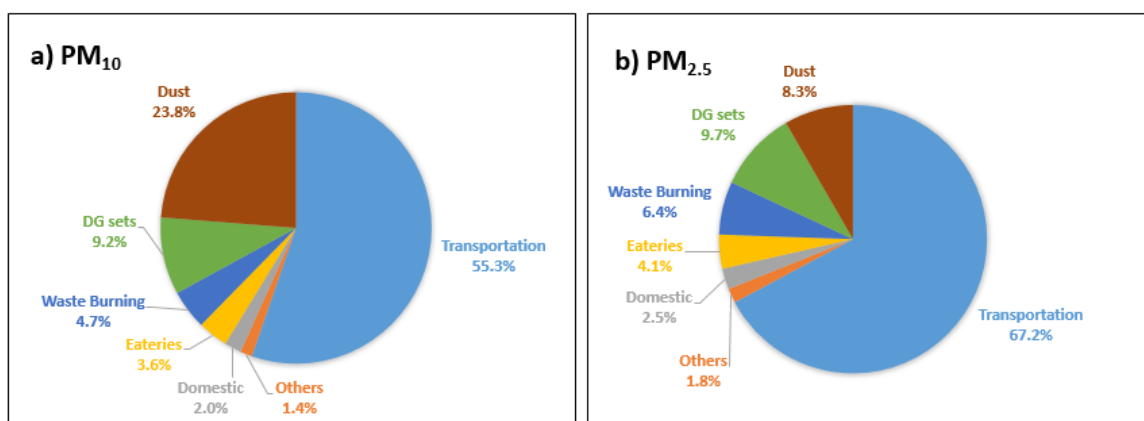 a) PM₁₀
Dust
23.8%
DG sets
9.2%
Waste Burning
4.7%
Eateries
3.6%
Domestic
2.0%
Others
1.4%
Transportation
55.3%
b) PM₂.₅
Dust
8.3%
DG sets
9.7%
Waste Burning
6.4%
Eateries
4.1%
Domestic
2.5%
Others
1.8%
Transportation
67.2%